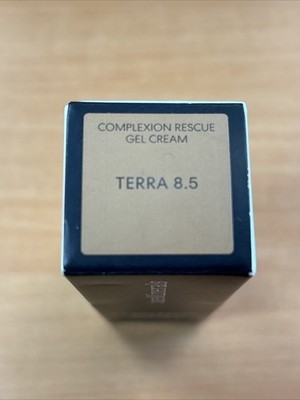 COMPLEXION RESCUE
GEL CREAM
TERRA 8.5